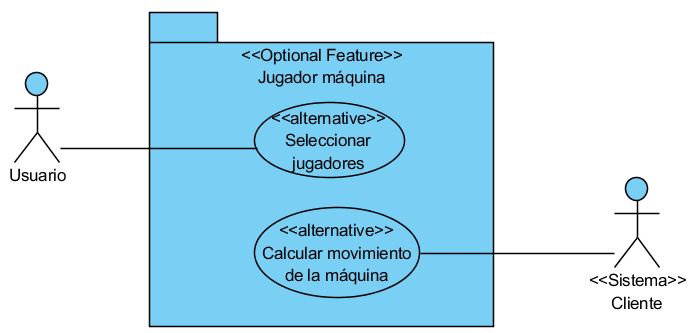 <<Optional Feature>>
Jugador máquina
<<alternative>>
Seleccionar
jugadores
Usuario
<<alternative>>
Calcular movimiento
de la máquina
<<Sistema>>
Cliente